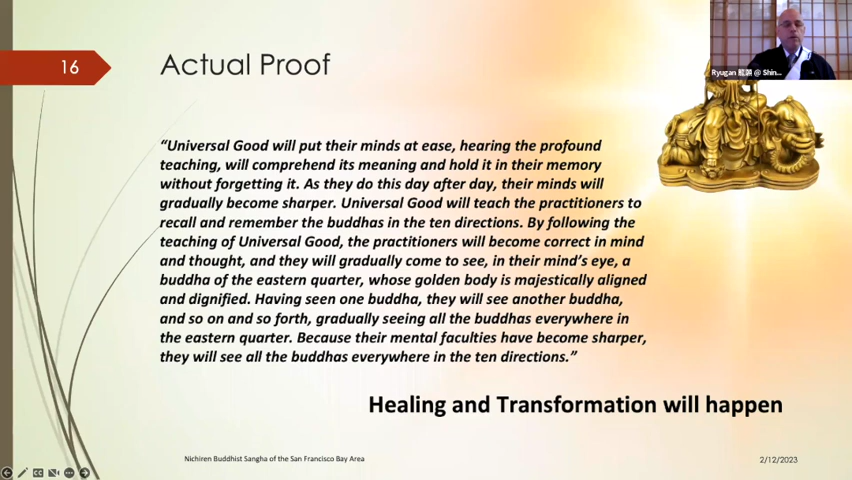 16
Actual Proof
Ryugan 龍顔 @ Shin...
“Universal Good will put their minds at ease, hearing the profound
teaching, will comprehend its meaning and hold it in their memory
without forgetting it. As they do this day after day, their minds will
gradually become sharper. Universal Good will teach the practitioners to
recall and remember the buddhas in the ten directions. By following the
teaching of Universal Good, the practitioners will become correct in mind
and thought, and they will gradually come to see, in their mind’s eye, a
buddha of the eastern quarter, whose golden body is majestically aligned
and dignified. Having seen one buddha, they will see another buddha,
and so on and so forth, gradually seeing all the buddhas everywhere in
the eastern quarter. Because their mental faculties have become sharper,
they will see all the buddhas everywhere in the ten directions.”
Healing and Transformation will happen
Nichiren Buddhist Sangha of the San Francisco Bay Area
2/12/2023
CC